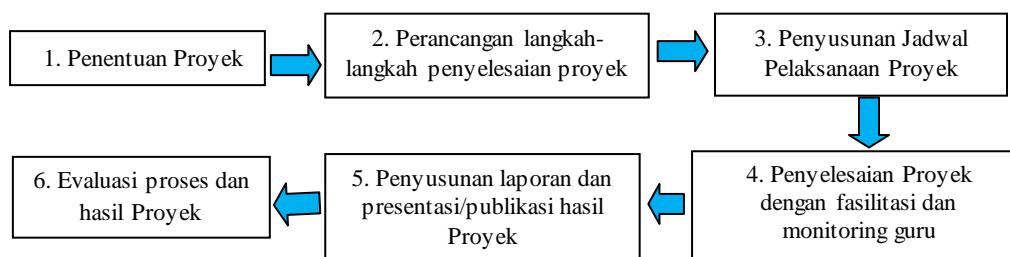 1. Penentuan Proyek
2. Perancangan langkah-
langkah penyelesaian proyek
3. Penyusunan Jadwal
Pelaksanaan Proyek
4. Penyelesaian Proyek
dengan fasilitasi dan
monitoring guru
5. Penyusunan laporan dan
presentasi/publikasi hasil
Proyek
6. Evaluasi proses dan
hasil Proyek